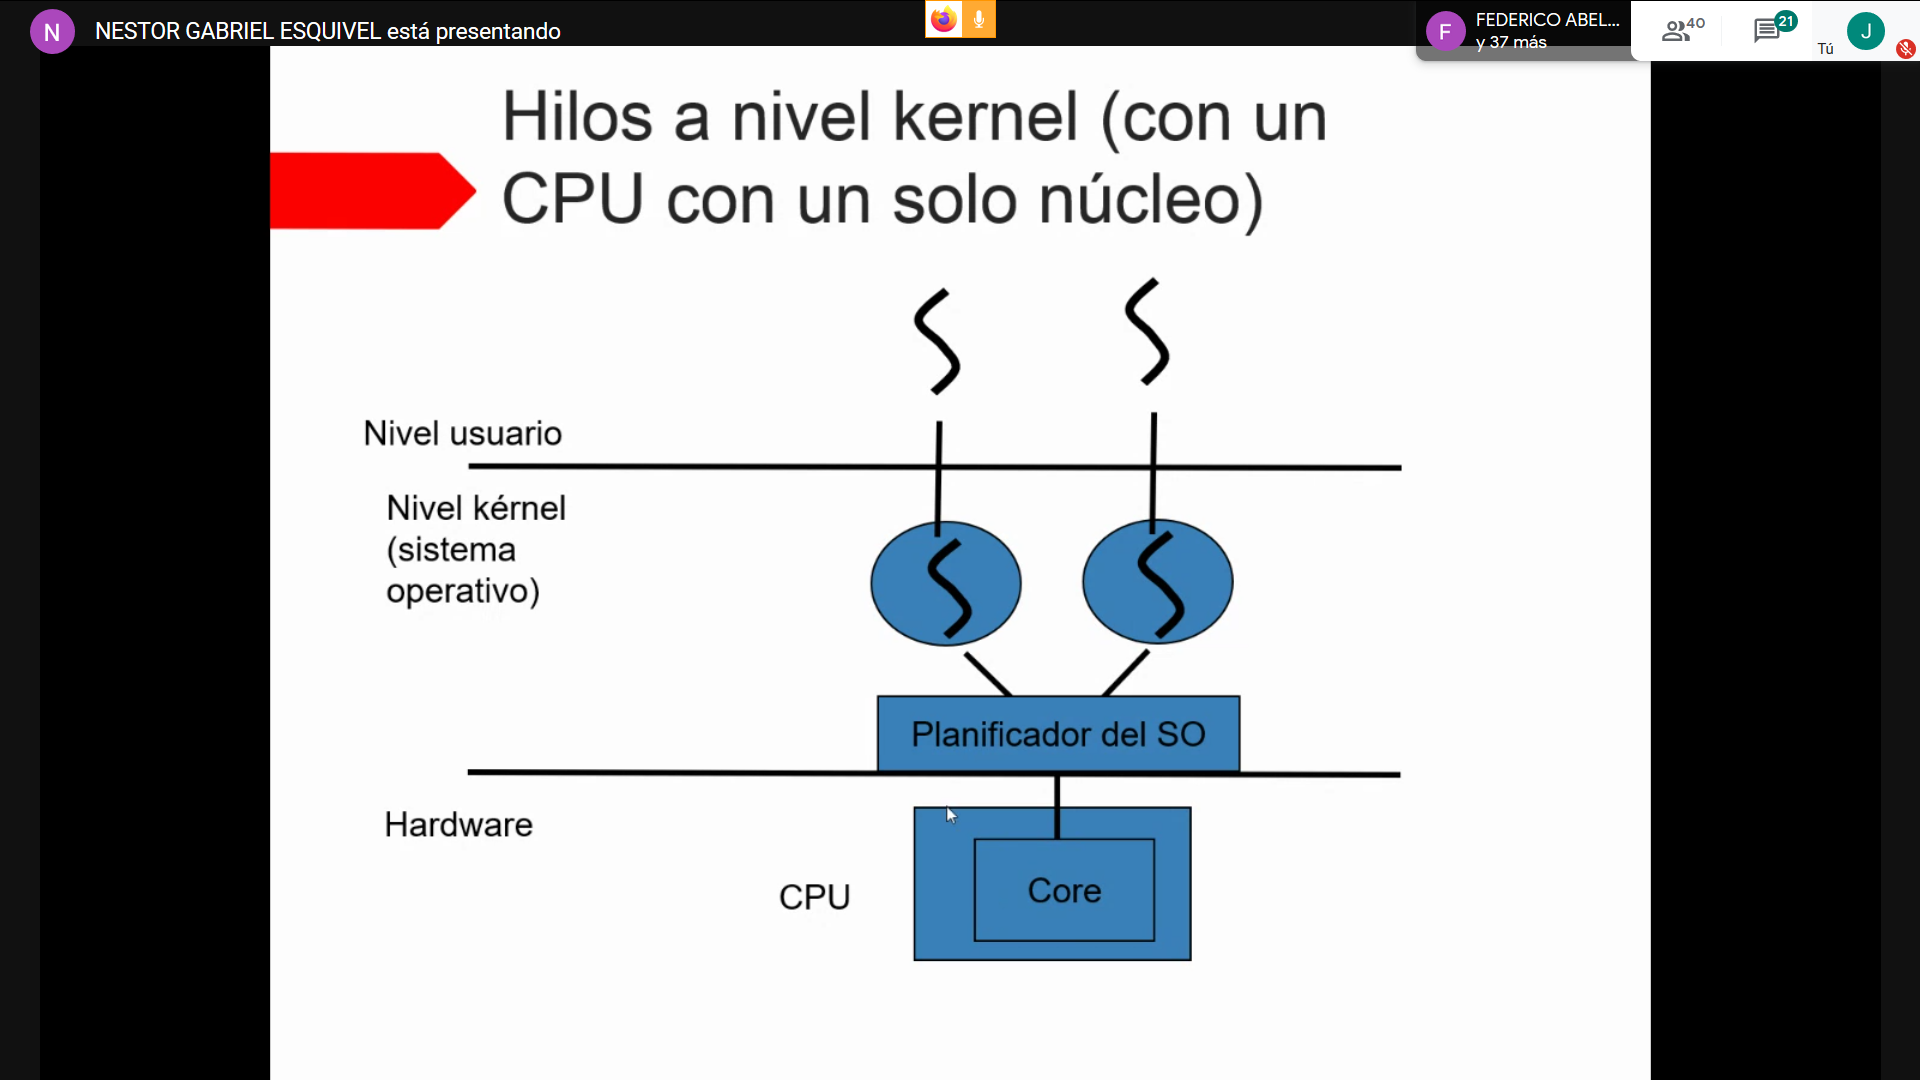 N
NESTOR GABRIEL ESQUIVEL está presentando
F
FEDERICO ABEL...
y 37 más
40
21
Tú
J
Hilos a nivel kernel (con un
CPU con un solo núcleo)
Nivel usuario
Nivel kérnel
(sistema
operativo)
Planificador del SO
Hardware
CPU
Core